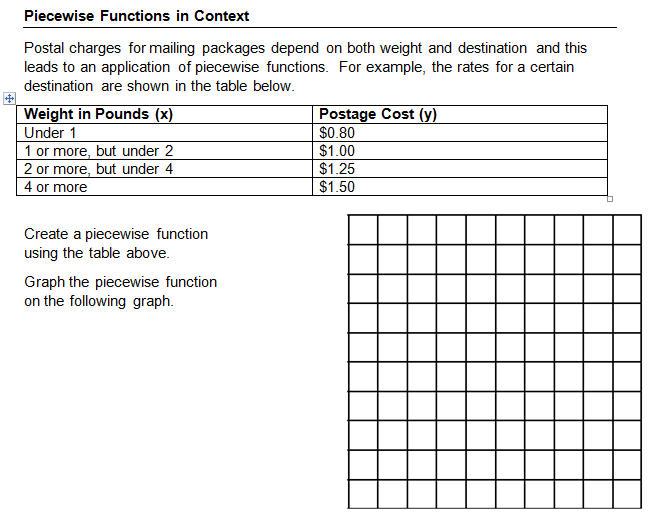 Piecewise Functions in Context
Postal charges for mailing packages depend on both weight and destination and this
leads to an application of piecewise functions. For example, the rates for a certain
destination are shown in the table below.
Weight in Pounds (x) Postage Cost (y)
Under 1 $0.80
1 or more, but under 2 $1.00
2 or more, but under 4 $1.25
4 or more $1.50
Create a piecewise function
using the table above.
Graph the piecewise function
on the following graph.